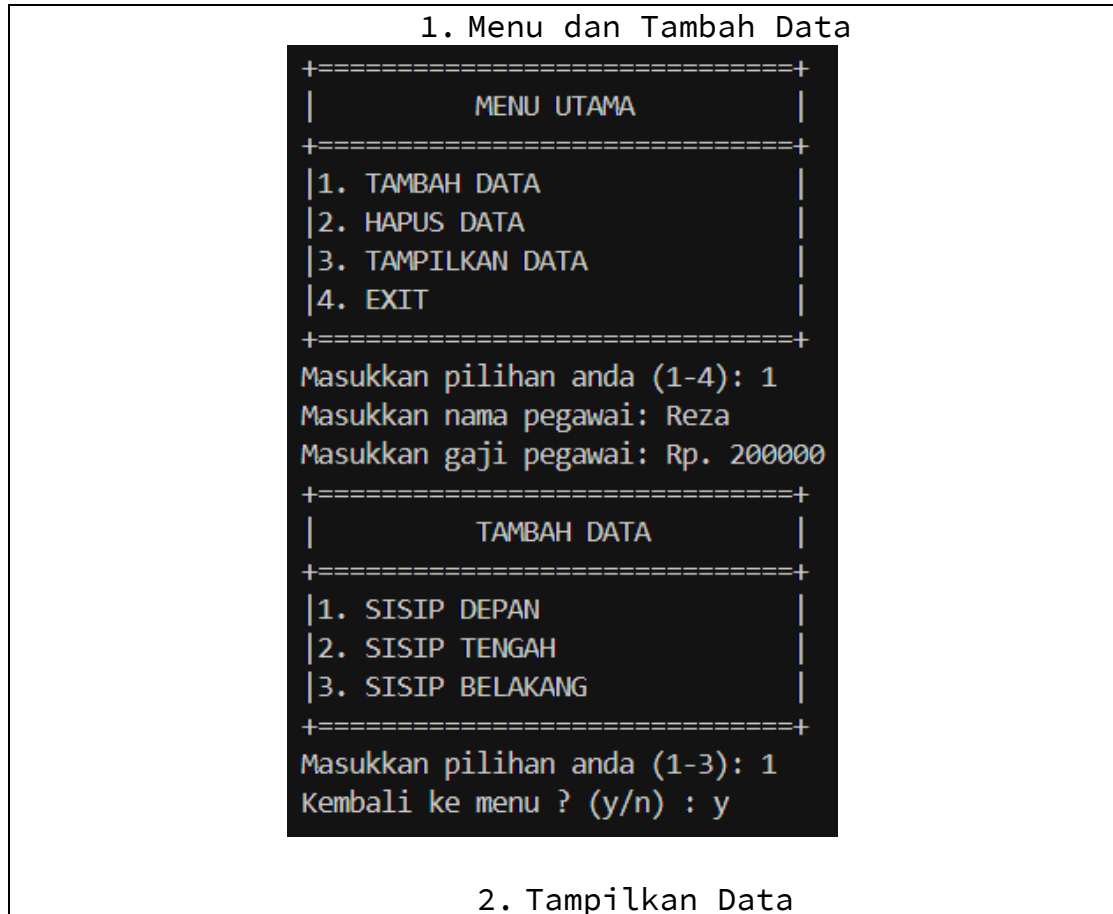 1. Menu dan Tambah Data
+==============================+
|          MENU UTAMA          |
+==============================+
|1. TAMBAH DATA                |
|2. HAPUS DATA                 |
|3. TAMPILKAN DATA             |
|4. EXIT                       |
+==============================+
Masukkan pilihan anda (1-4): 1
Masukkan nama pegawai: Reza
Masukkan gaji pegawai: Rp. 200000
+==============================+
|          TAMBAH DATA         |
+==============================+
|1. SISIP DEPAN                |
|2. SISIP TENGAH               |
|3. SISIP BELAKANG             |
+==============================+
Masukkan pilihan anda (1-3): 1
Kembali ke menu ? (y/n) : y
2. Tampilkan Data